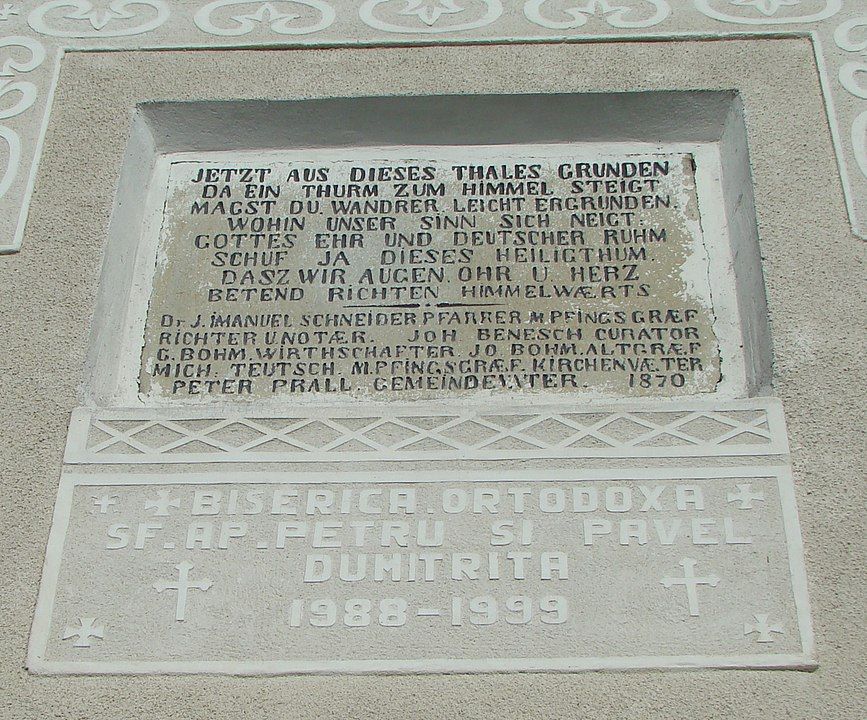 JETZT AUS DIESES THALES GRUNDEN
DA EIN THURM ZUM HIMMEL STEIGT
MAGST DU. WANDRER. LEICHT ERGRUNDEN.
WOHIN UNSER SINN SICH NEIGT:
GOTTES EHR UND DEUTSCHER RUHM
SCHUF JA DIESES HEILIGTHUM
DASZ WIR AUGEN. OHR U. HERZ
BETEND RICHTEN HIMMELWÆRTS
Dr J. IMANUEL SCHNEIDER PFARRER. M. PFINGSGRÆF
RICHTER U. NOTÆR. JOH BENESCH CURATOR
G. BOHM. WIRTHSCHAFTER. JO BOHM. ALTGRÆF
MICH. TEUTSCH. M. PFINGSGRÆF. KIRCHENVÆTER
PETER PRALL. GEMEINDEVATER. 1870
BISERICA ORTODOXA
SF. AP. PETRU SI PAVEL
DUMITRITA
1988-1999